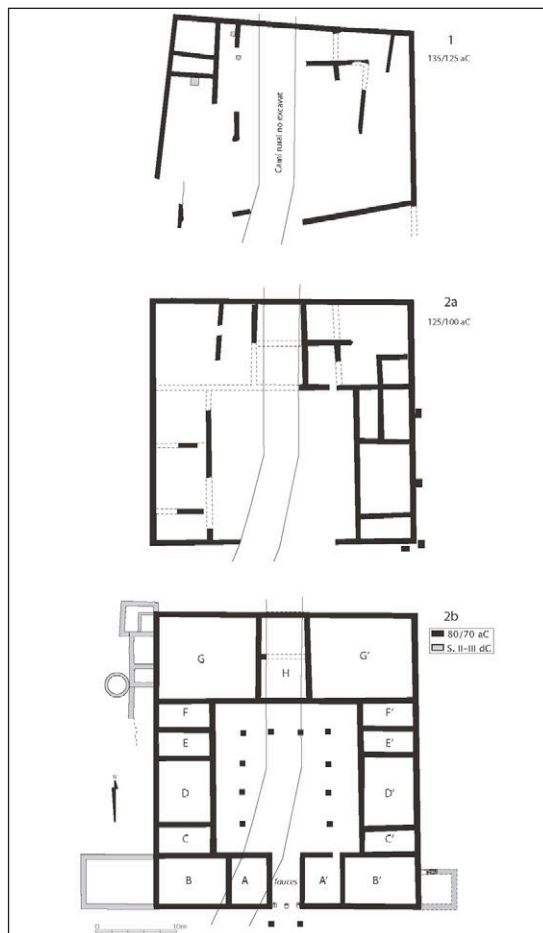 1
135/125 aC
Camí rural no excavat
2a
125/100 aC
2b
80/70 aC
S. II-III dC
G
H
G'
F
F'
E
E'
N
D
D'
C
C'
B
A
fauces
A'
B'
0
10m